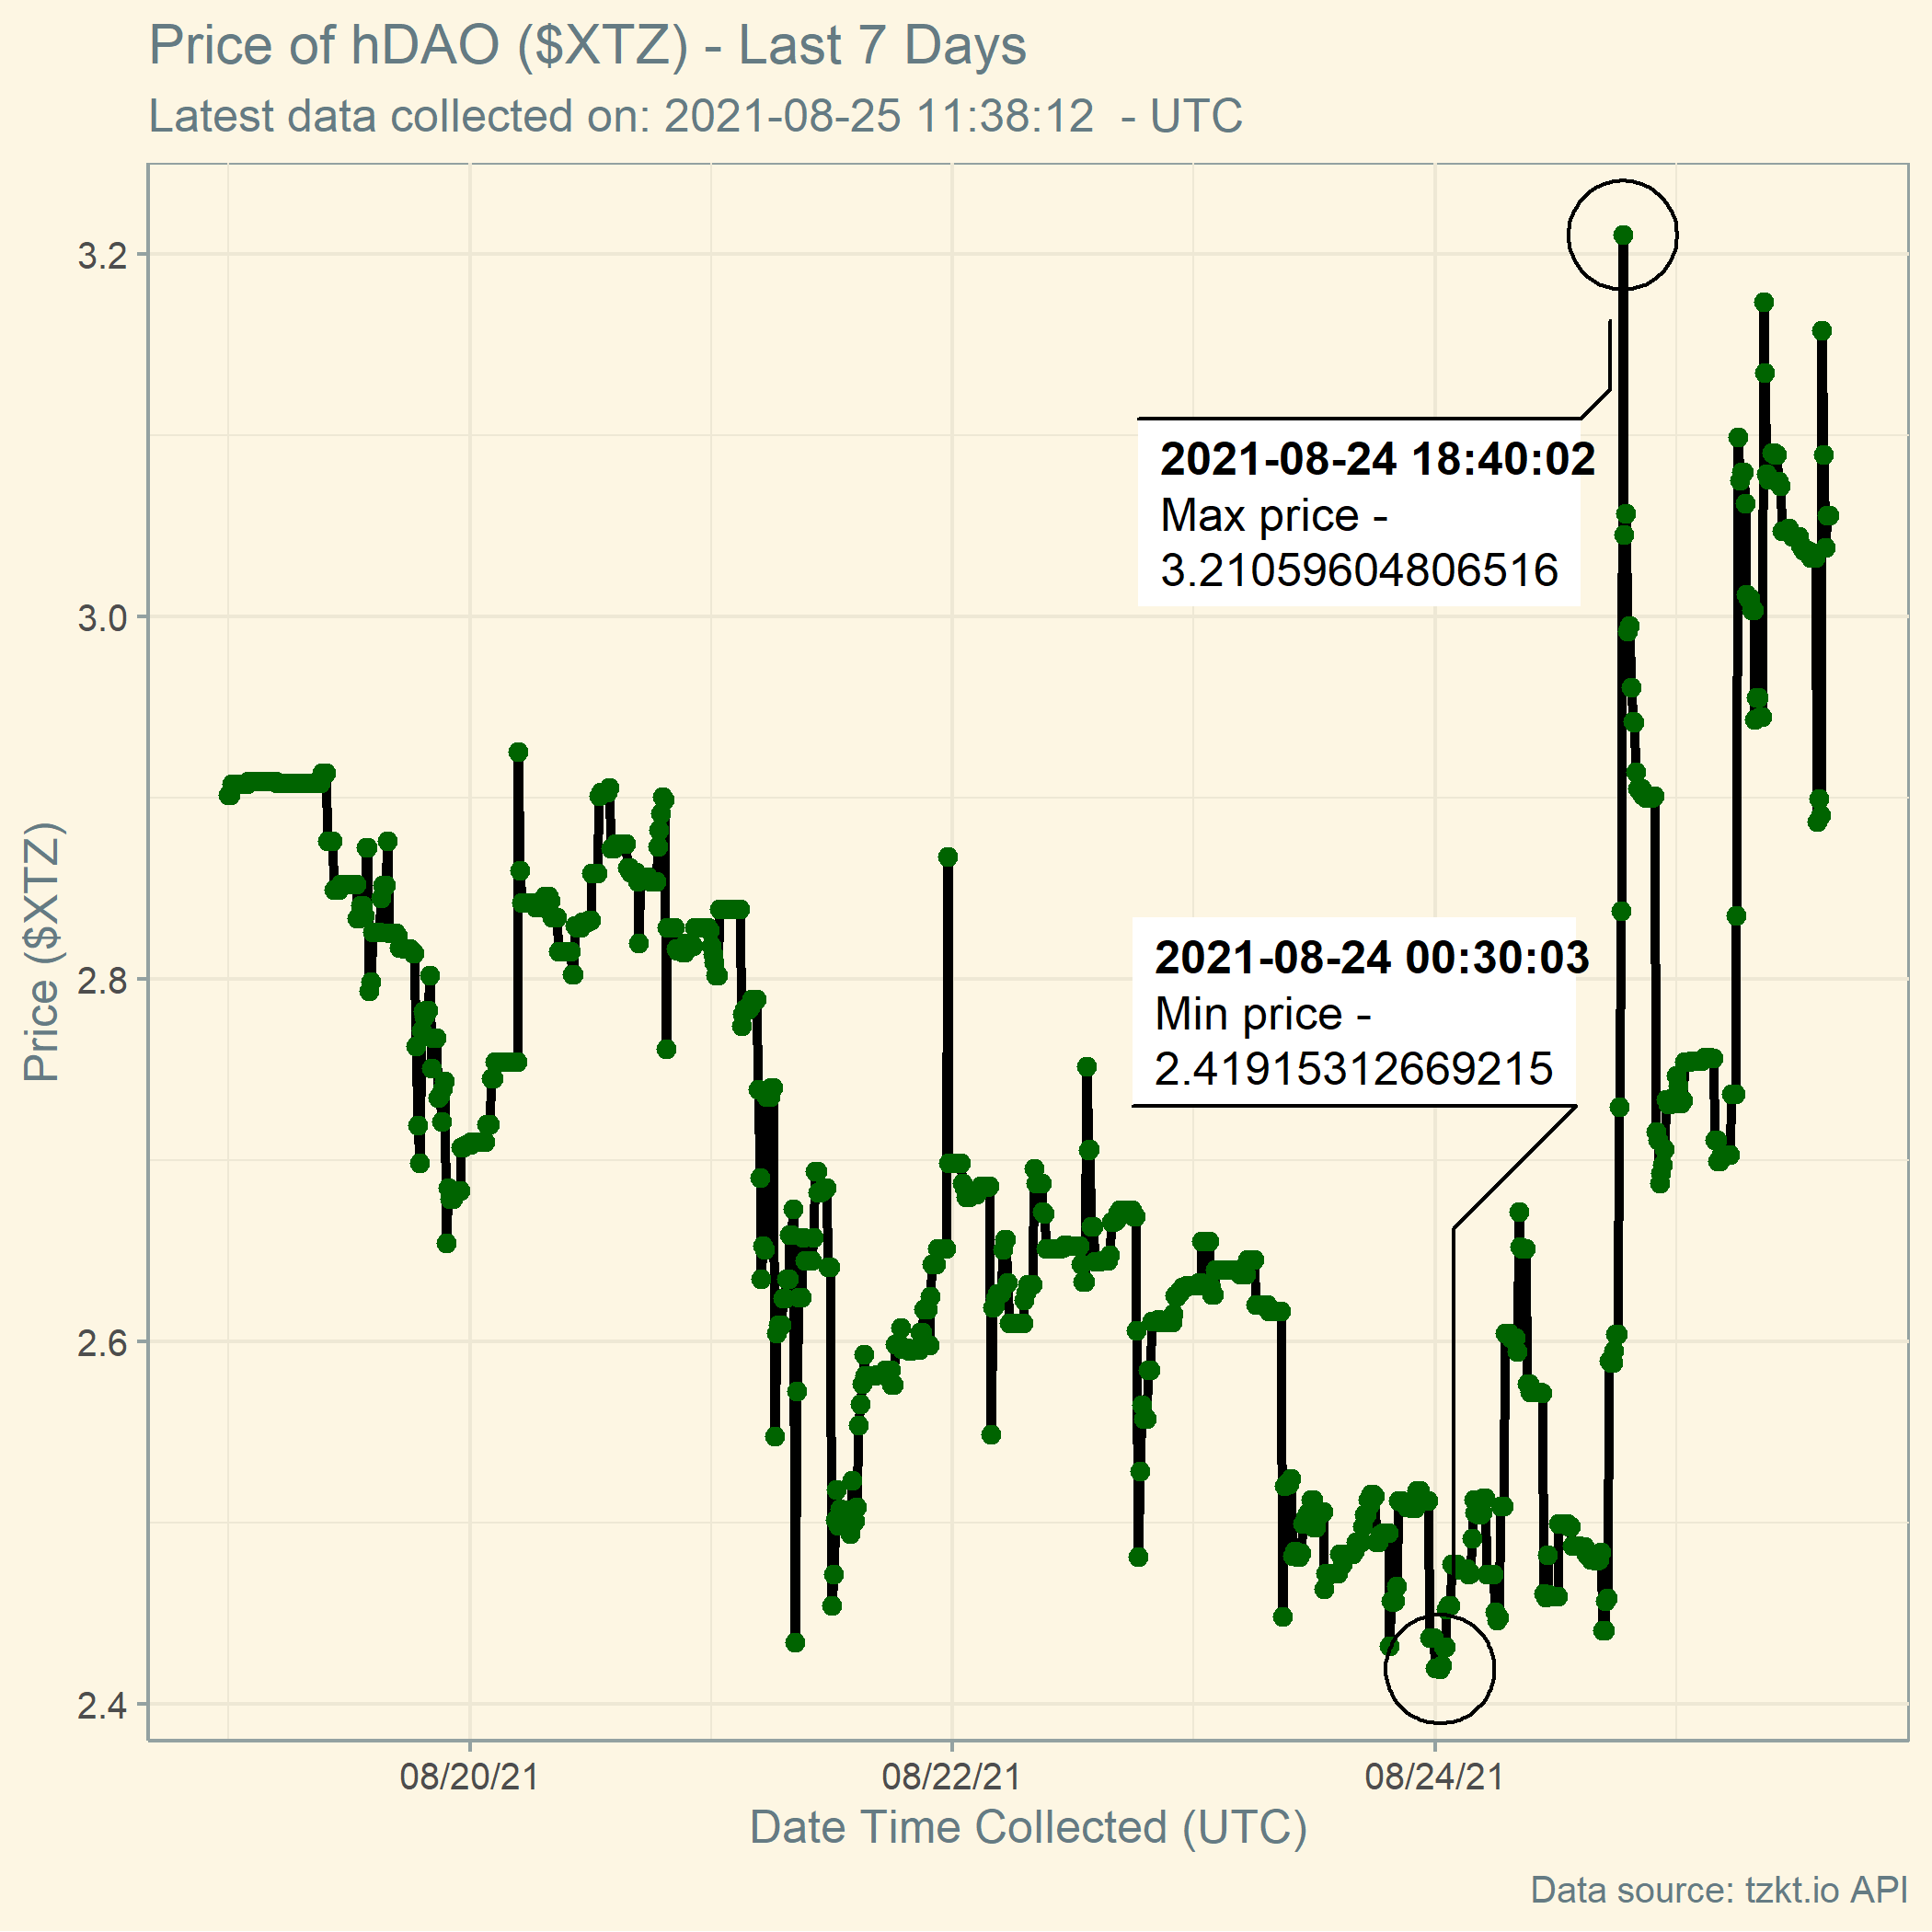 Price of hDAO ($XTZ) - Last 7 Days
Latest data collected on: 2021-08-25 11:38:12  - UTC
Price ($XTZ)
3.2
3.0
2.8
2.6
2.4
2021-08-24 18:40:02
Max price -
3.21059604806516
2021-08-24 00:30:03
Min price -
2.41915312669215
08/20/21
08/22/21
08/24/21
Date Time Collected (UTC)
Data source: tzkt.io API